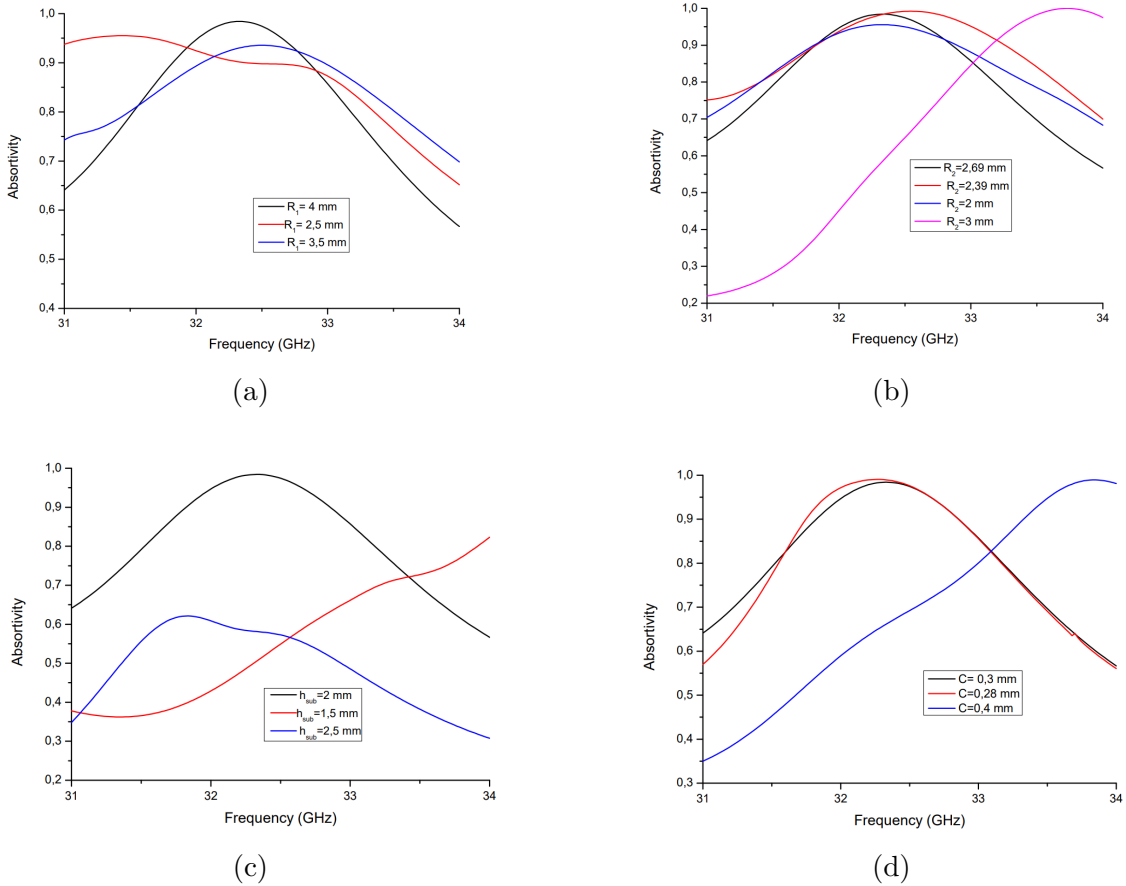 1,0
0,9
0,8
0,7
0,6
0,5
0,4
31
32
33
34
Absortivity
Frequency (GHz)
R1= 4 mm
R1= 2,5 mm
R1= 3,5 mm
(a)
1,0
0,9
0,8
0,7
0,6
0,5
0,4
0,3
0,2
31
32
33
34
Absortivity
Frequency (GHz)
R2=2,69 mm
R2=2,39 mm
R2=2 mm
R2=3 mm
(b)
1,0
0,9
0,8
0,7
0,6
0,5
0,4
0,3
0,2
31
32
33
34
Absortivity
Frequency (GHz)
hsub=2 mm
hsub=1,5 mm
hsub=2,5 mm
(c)
1,0
0,9
0,8
0,7
0,6
0,5
0,4
0,3
31
32
33
34
Absortivity
Frequency (GHz)
C= 0,3 mm
C=0,28 mm
C=0,4 mm
(d)